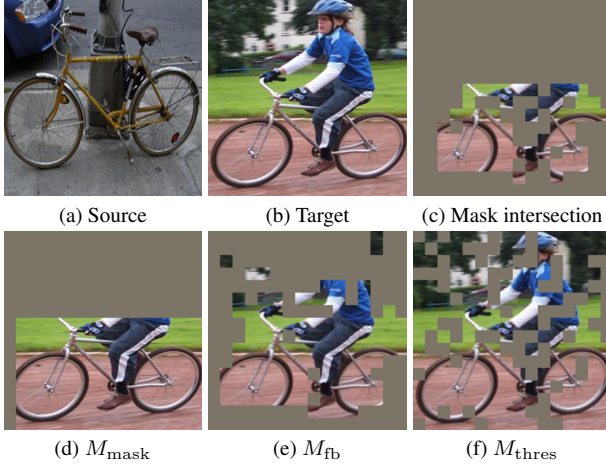 (a) Source
(b) Target
(c) Mask intersection
(d) M_mask
(e) M_fb
(f) M_thres